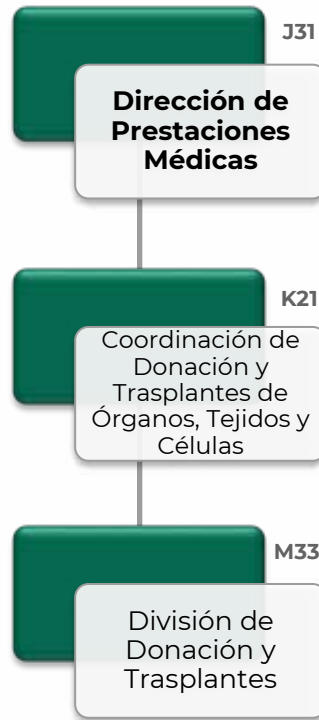 J31
Dirección de
Prestaciones
Médicas
K21
Coordinación de
Donación y
Trasplantes de
Órganos, Tejidos y
Células
M33
División de
Donación y
Trasplantes